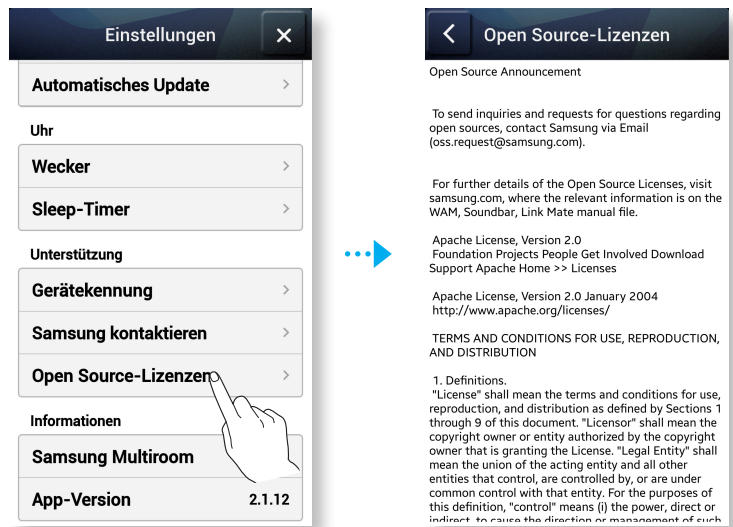 Einstellungen
Automatisches Update
Uhr
Wecker
Sleep-Timer
Unterstützung
Gerätekennung
Samsung kontaktieren
Open Source-Lizenzen
Informationen
Samsung Multiroom
App-Version 2.1.12
Open Source-Lizenzen
Open Source Announcement
To send inquiries and requests for questions regarding
open sources, contact Samsung via Email
(oss.request@samsung.com).
For further details of the Open Source Licenses, visit
samsung.com, where the relevant information is on the
WAM, Soundbar, Link Mate manual file.
Apache License, Version 2.0
Foundation Projects People Get Involved Download
Support Apache Home >> Licenses
Apache License, Version 2.0 January 2004
http://www.apache.org/licenses/
TERMS AND CONDITIONS FOR USE, REPRODUCTION,
AND DISTRIBUTION
1. Definitions.
"License" shall mean the terms and conditions for use,
reproduction, and distribution as defined by Sections 1
through 9 of this document. "Licensor" shall mean the
copyright owner or entity authorized by the copyright
owner that is granting the License. "Legal Entity" shall
mean the union of the acting entity and all other
entities that control, are controlled by, or are under
common control with that entity. For the purposes of
this definition, "control" means (i) the power, direct or
indirect, to cause the direction or management of such